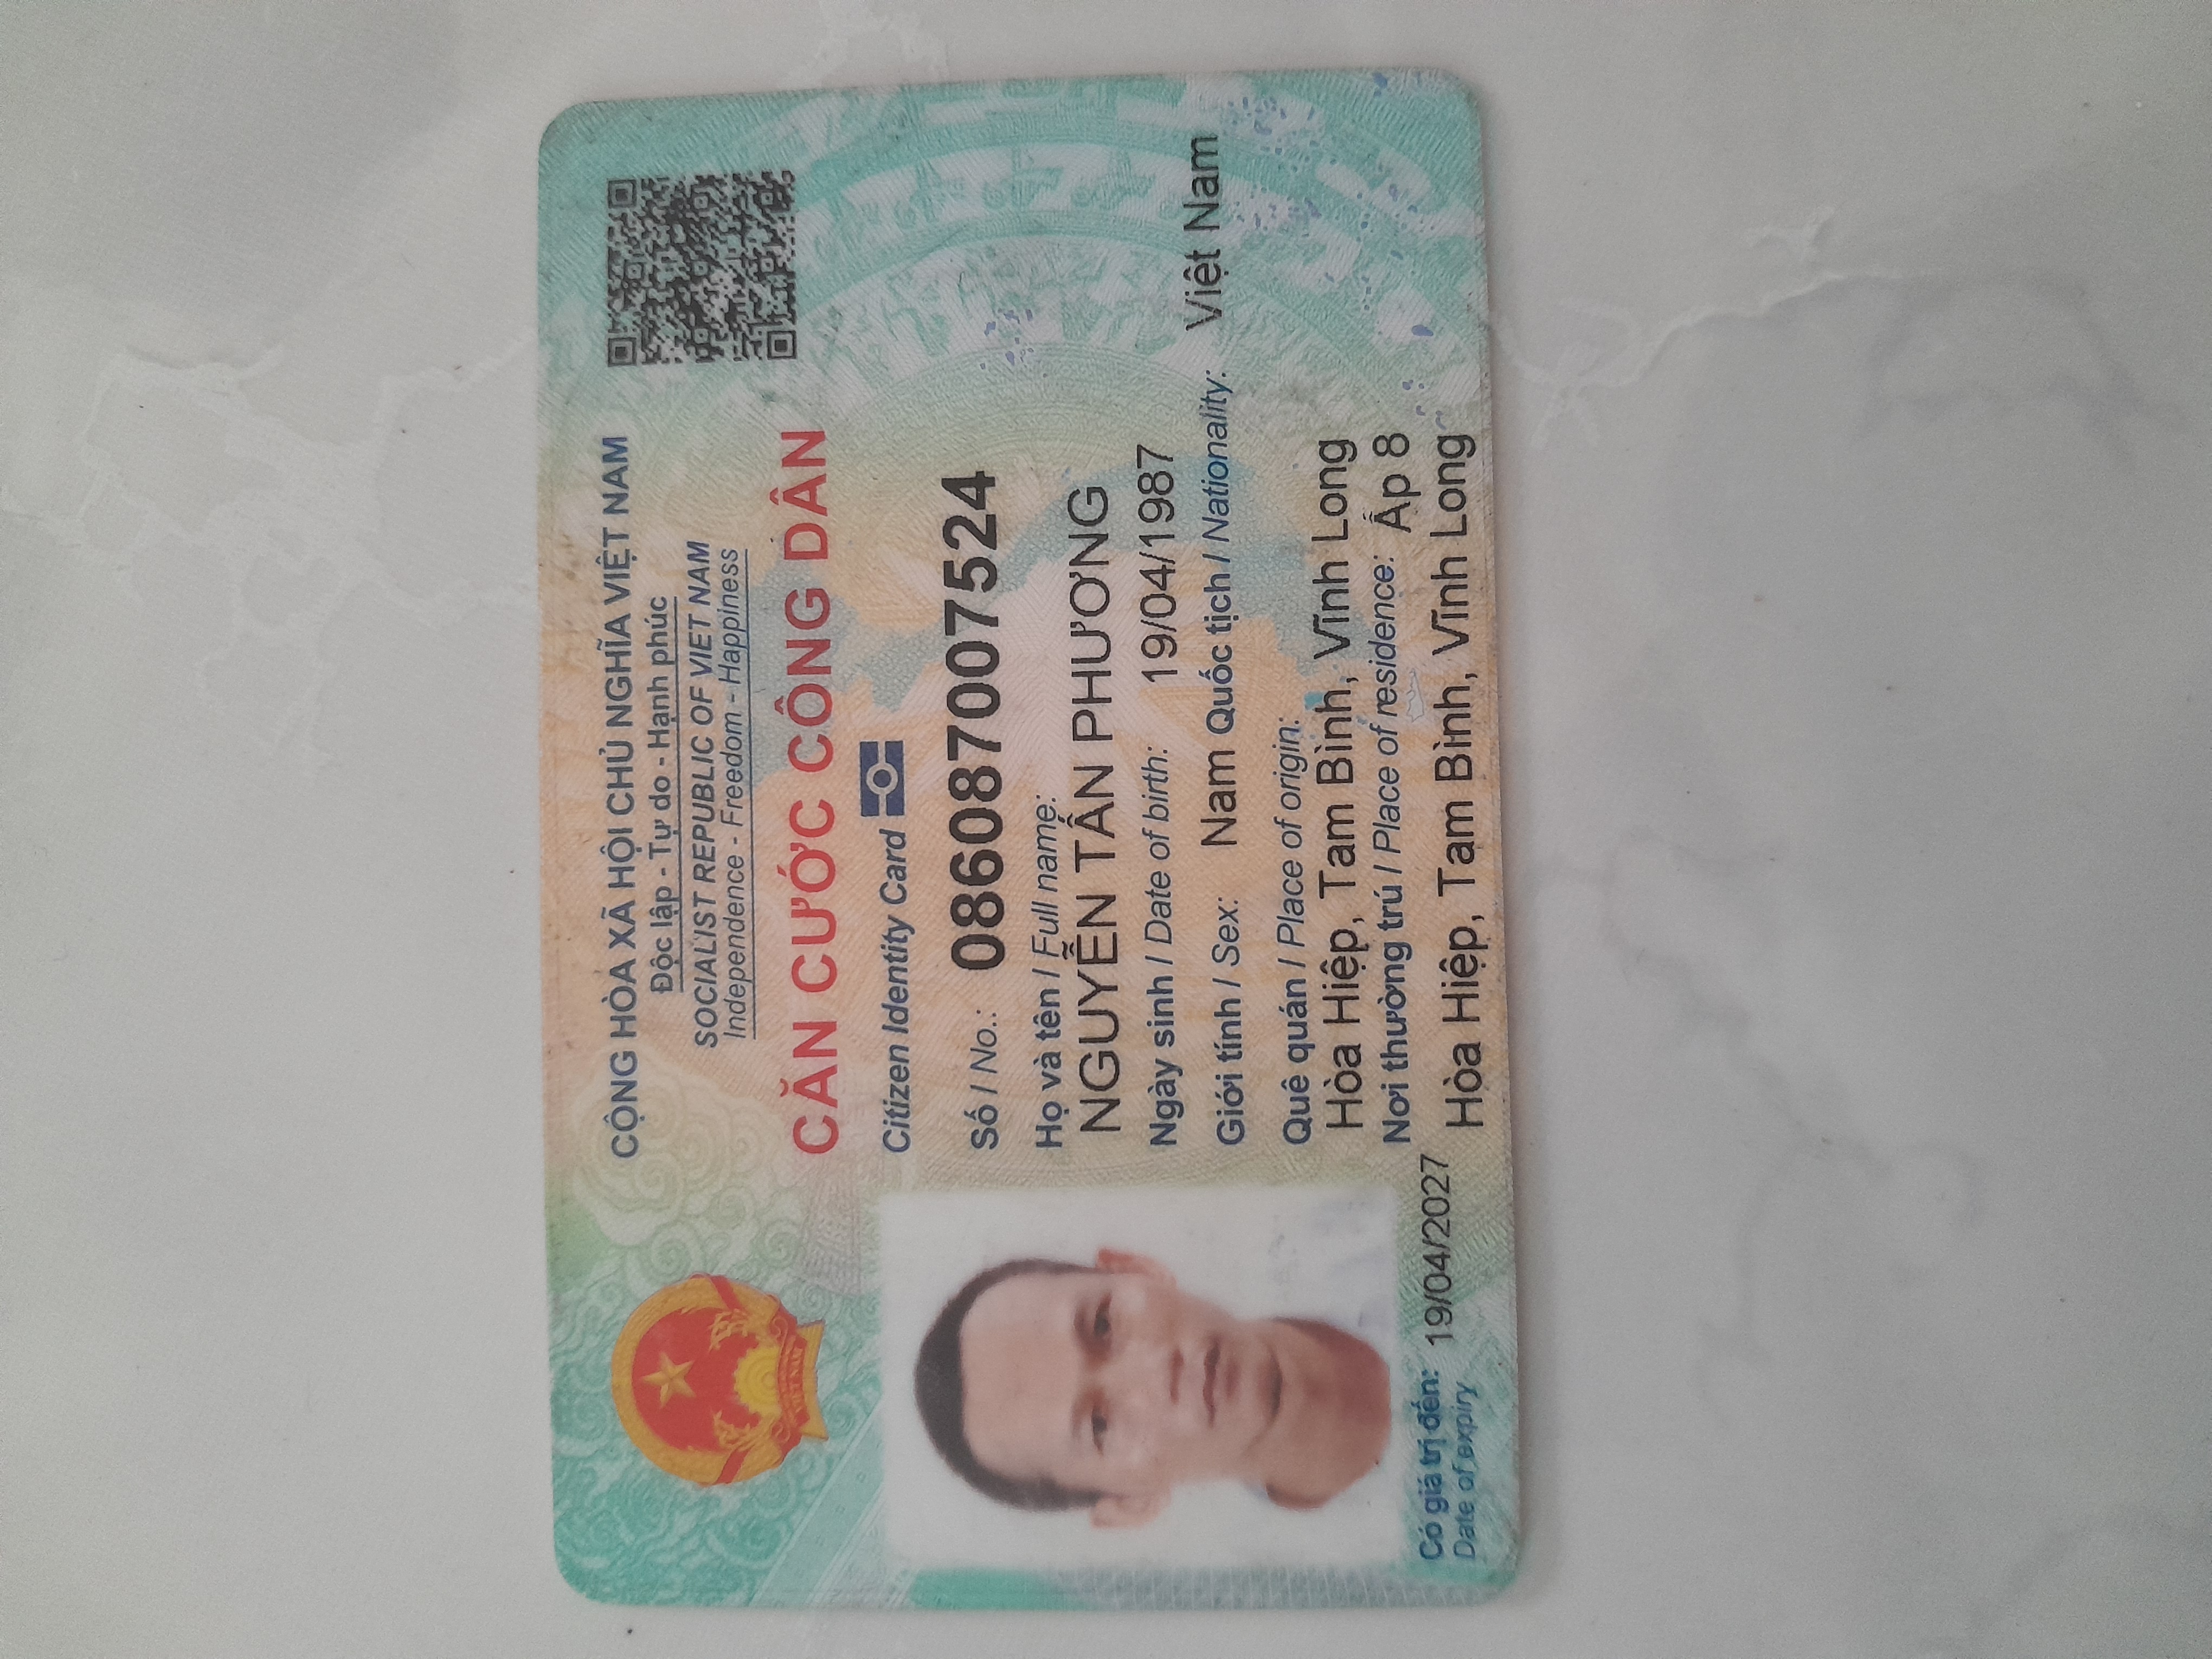 CỘNG HÒA XÃ HỘI CHỦ NGHĨA VIỆT NAM
Độc lập - Tự do - Hạnh phúc
SOCIALIST REPUBLIC OF VIET NAM
Independence - Freedom - Happiness
CĂN CƯỚC CÔNG DÂN
Citizen Identity Card
Số / No.: 086087007524
Họ và tên / Full name:
NGUYỄN TẤN PHƯƠNG
Ngày sinh / Date of birth: 19/04/1987
Giới tính / Sex: Nam Quốc tịch / Nationality: Việt Nam
Quê quán / Place of origin:
Hòa Hiệp, Tam Bình, Vĩnh Long
Nơi thường trú / Place of residence: Ấp 8
Hòa Hiệp, Tam Bình, Vĩnh Long
Có giá trị đến: 19/04/2027
Date of expiry